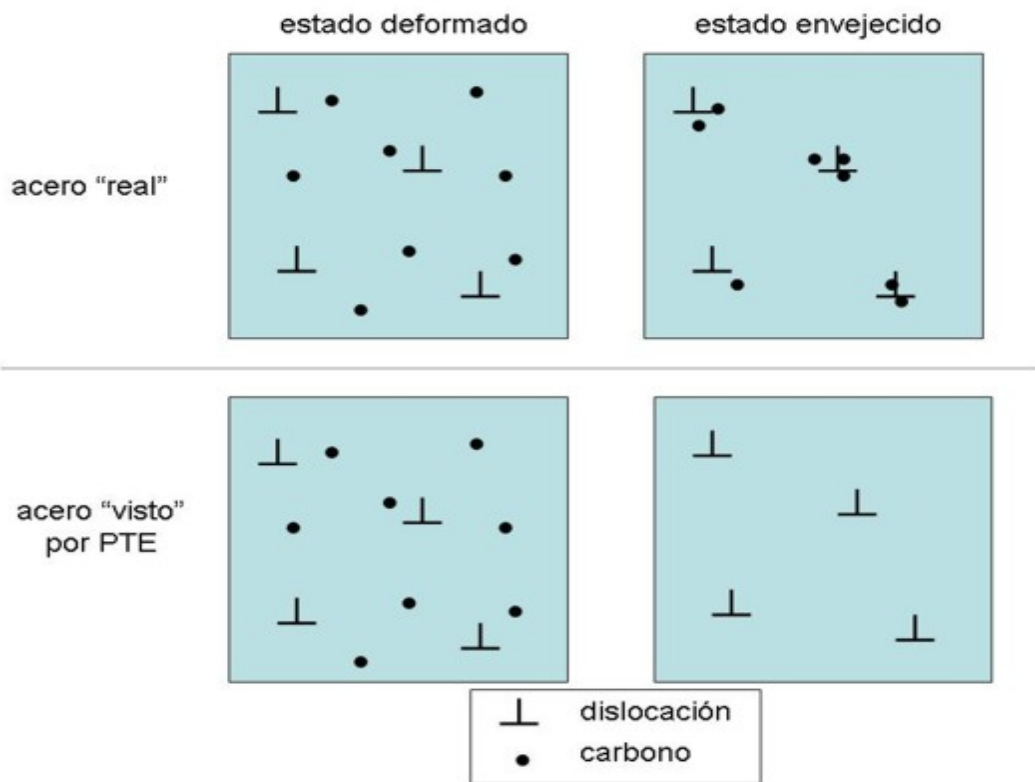 estado deformado
estado envejecido
acero “real”
acero “visto”
por PTE
dislocación
carbono